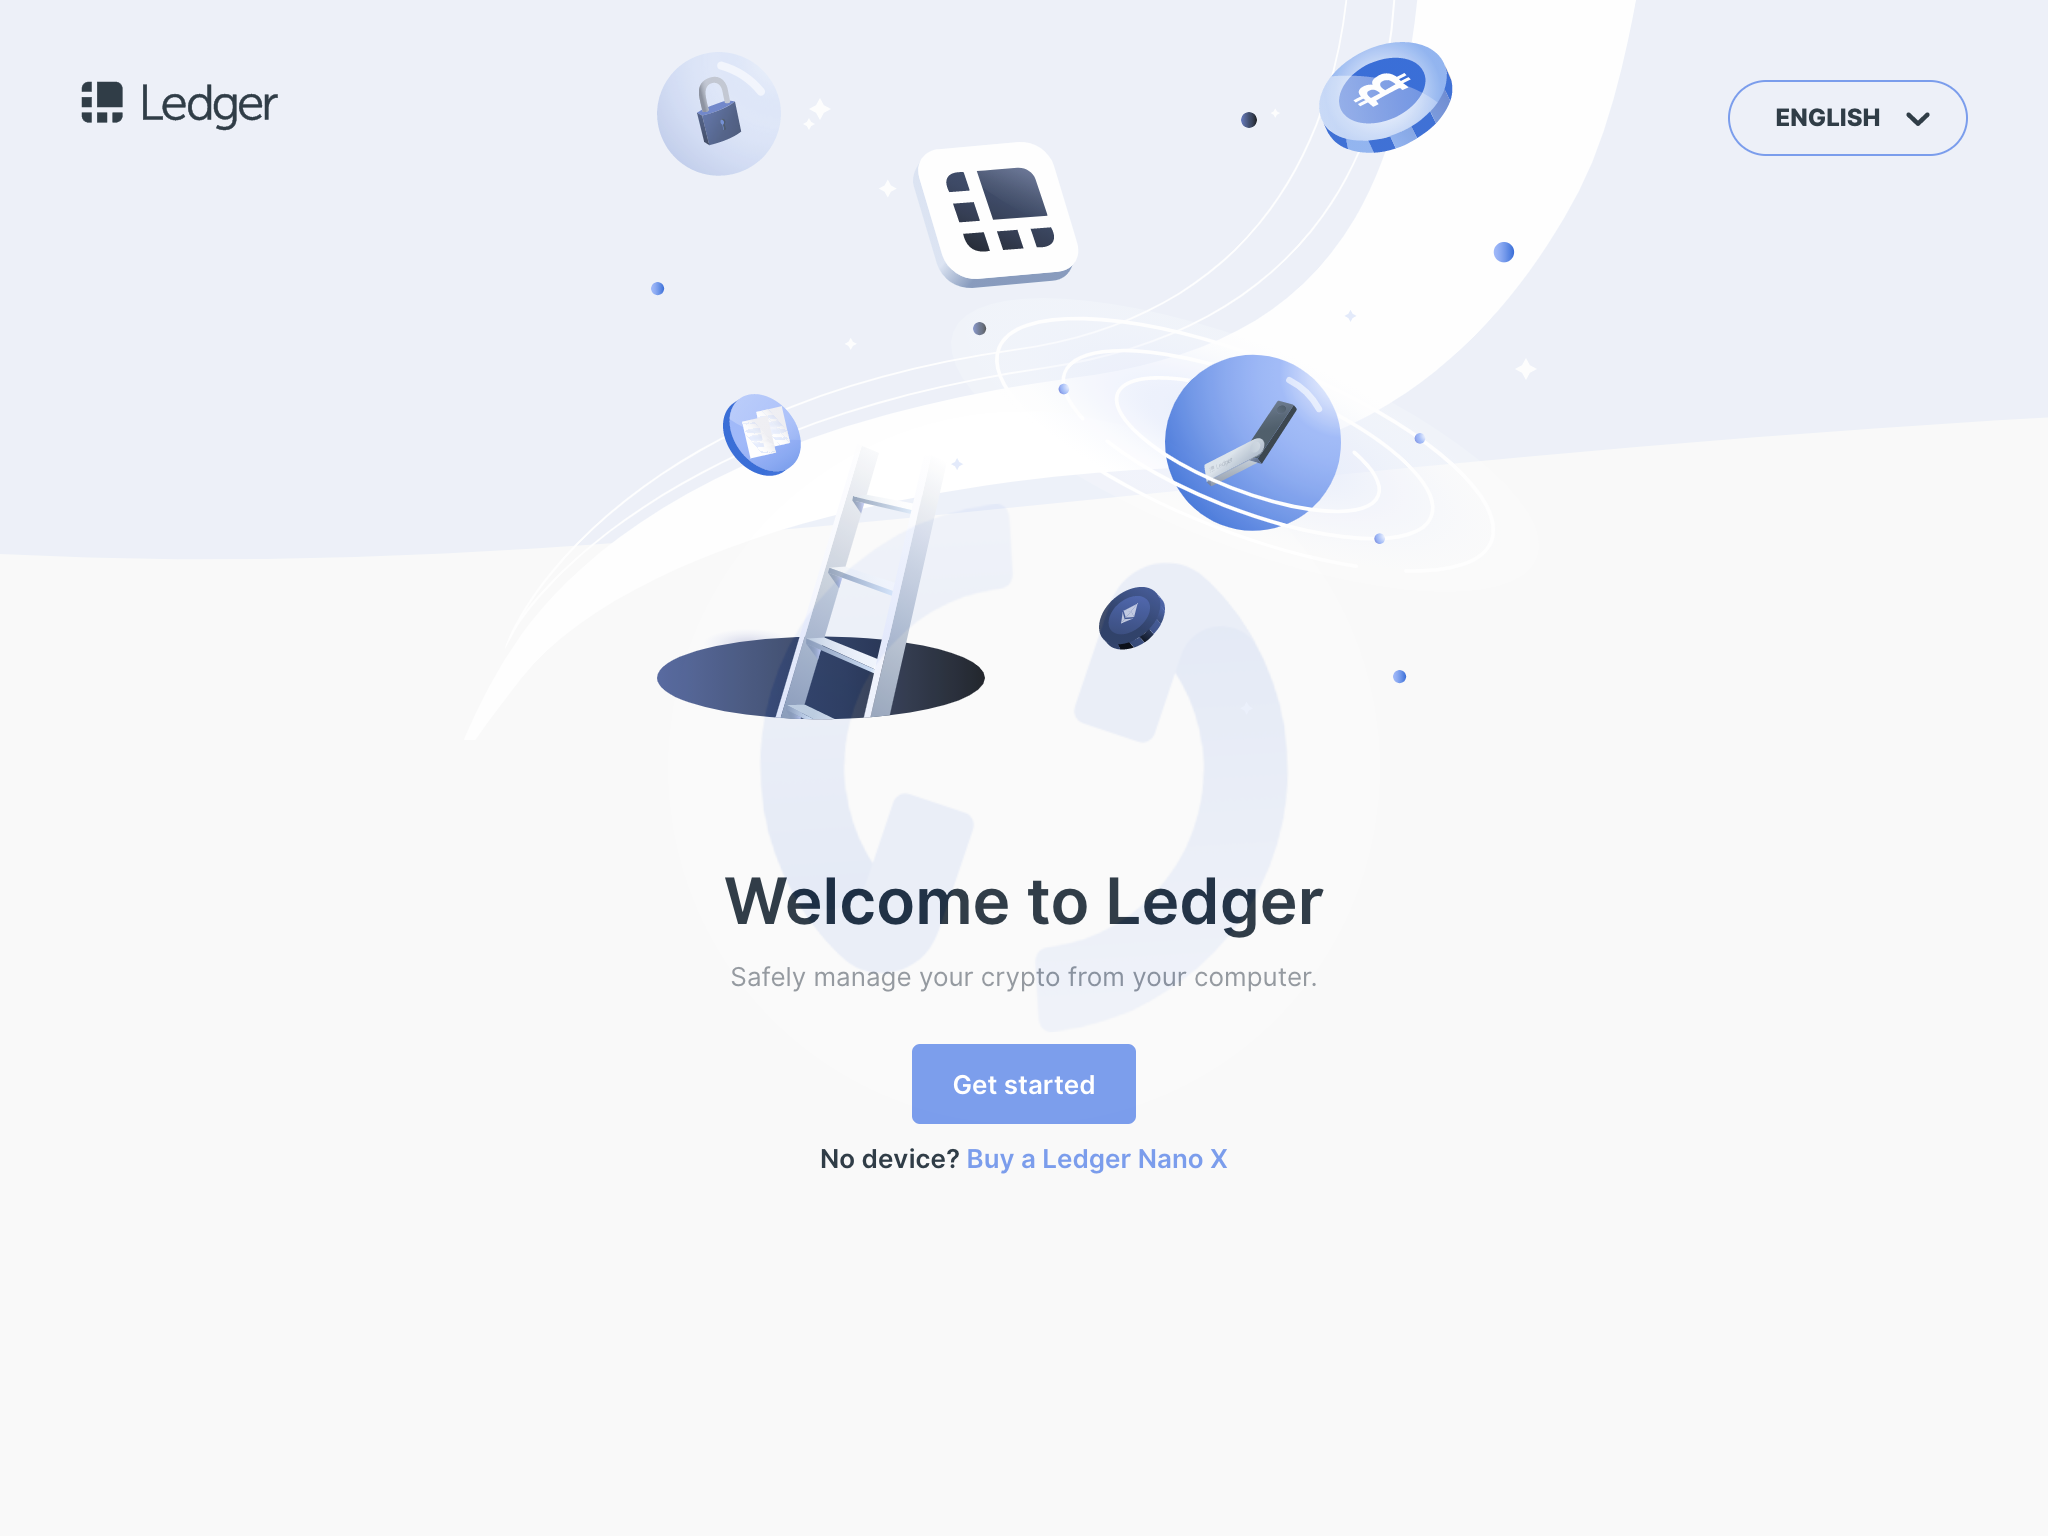 Ledger
ENGLISH
Welcome to Ledger
Safely manage your crypto from your computer.
Get started
No device? Buy a Ledger Nano X